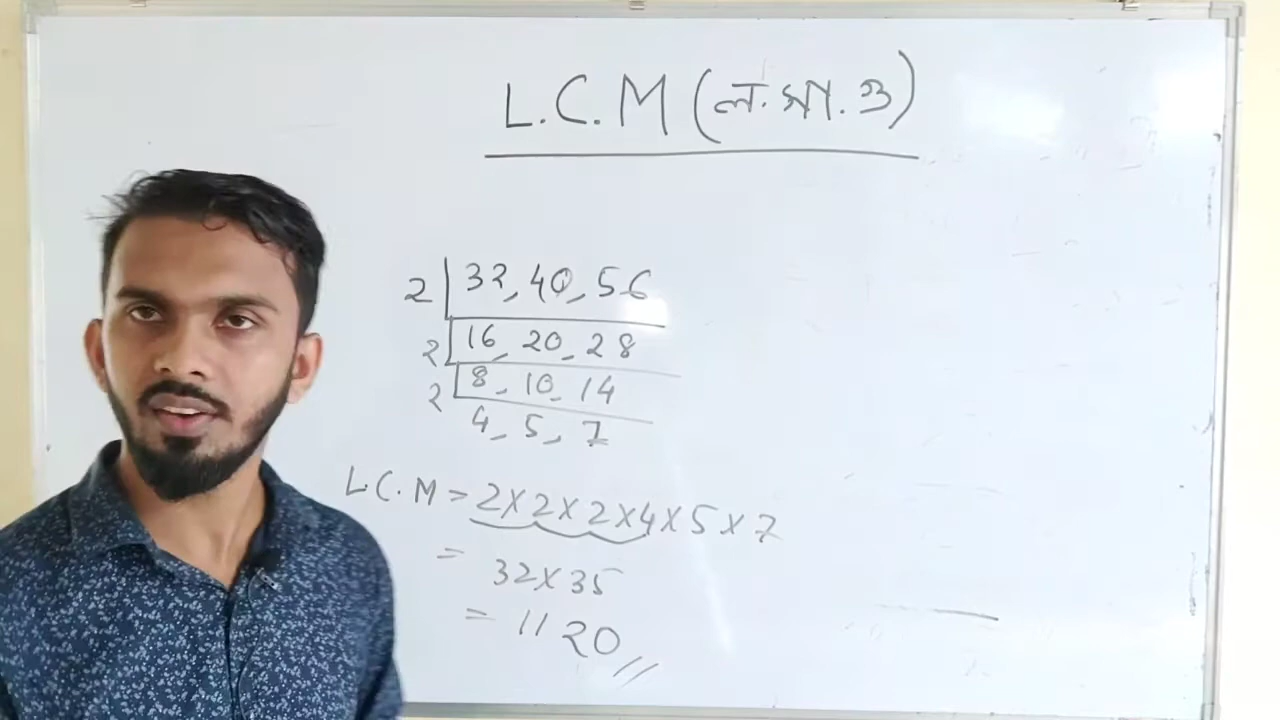 L.C.M (ল.সা.গু)
2 | 32, 40, 56
2 | 16, 20, 28
2 | 8, 10, 14
4, 5, 7
L.C.M = 2×2×2×4×5×7
= 32×35
= 1120 //